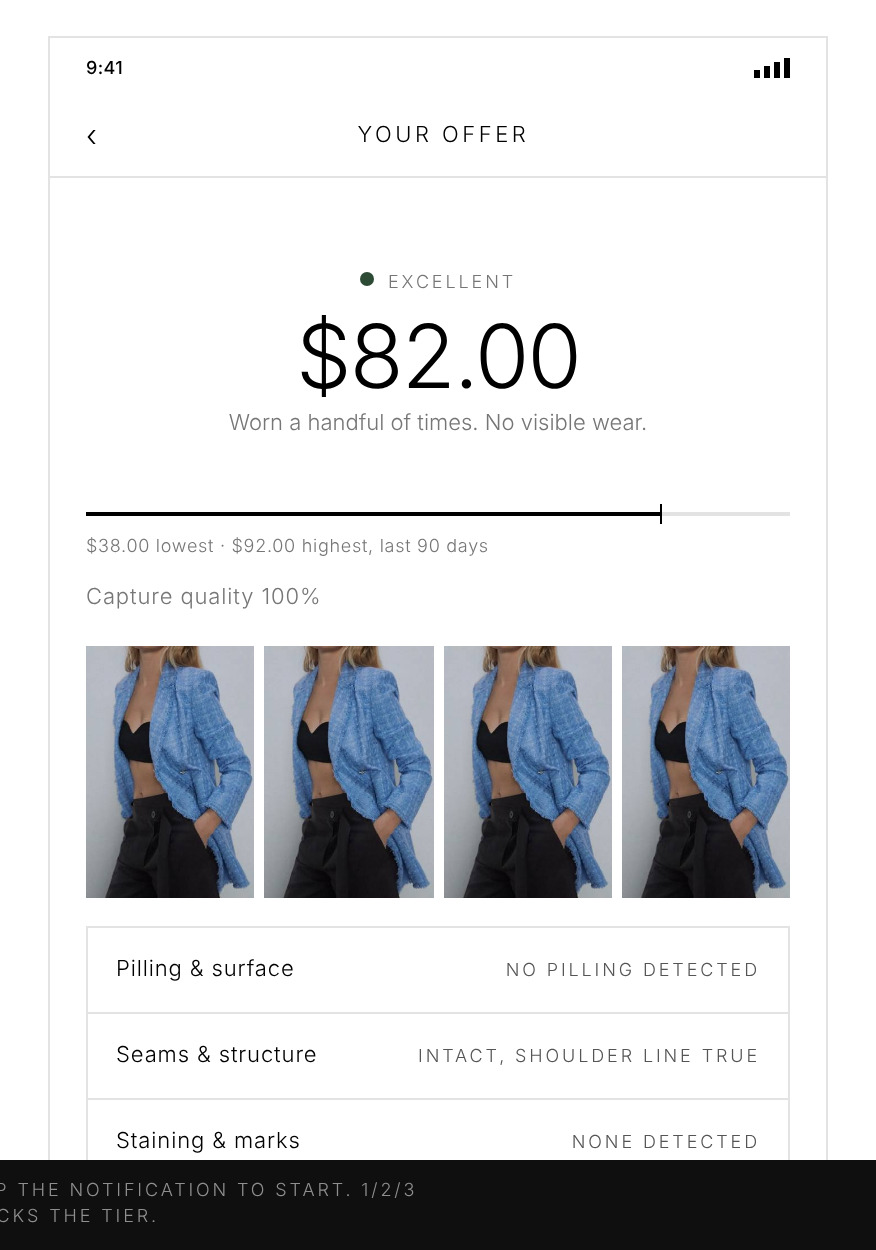 9:41
‹
YOUR OFFER
EXCELLENT
$82.00
Worn a handful of times. No visible wear.
$38.00 lowest · $92.00 highest, last 90 days
Capture quality 100%
Pilling & surface NO PILLING DETECTED
Seams & structure INTACT, SHOULDER LINE TRUE
Staining & marks NONE DETECTED
THE NOTIFICATION TO START. 1/2/3
THE TIER.